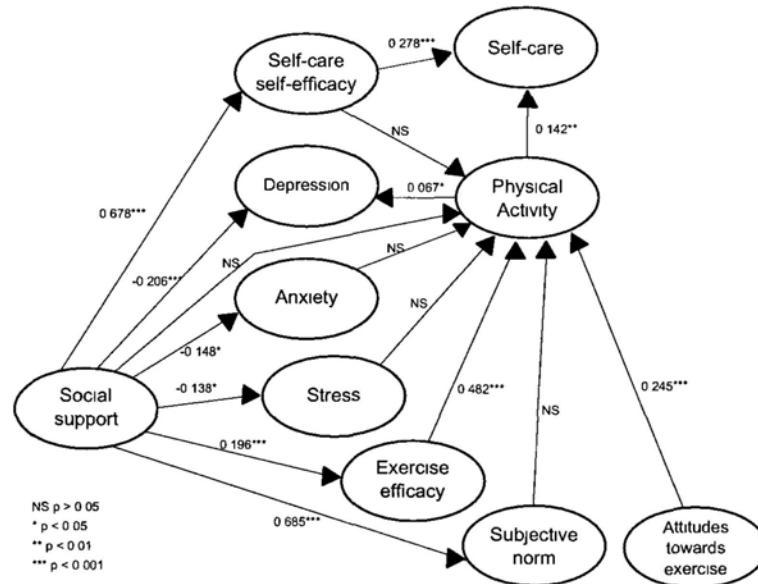 0 278***
Self-care
Self-care
self-efficacy
NS
0 142**
Depression
0 067*
Physical
Activity
0 678***
-0 206***
NS
NS
Anxiety
-0 148*
NS
Social
support
-0 138*
Stress
0 482***
NS
0 245***
0 196***
Exercise
efficacy
0 685***
Subjective
norm
Attitudes
towards
exercise
NS p > 0 05
* p < 0 05
** p < 0 01
*** p < 0 001